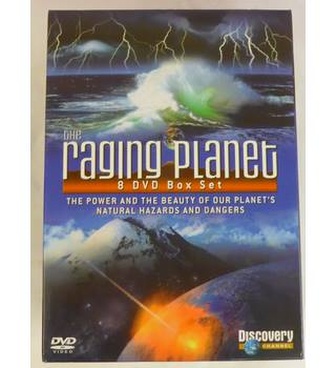 THE
raging PLANET
8 DVD Box Set
THE POWER AND THE BEAUTY OF OUR PLANET'S
NATURAL HAZARDS AND DANGERS
DVD
VIDEO
Discovery
CHANNEL